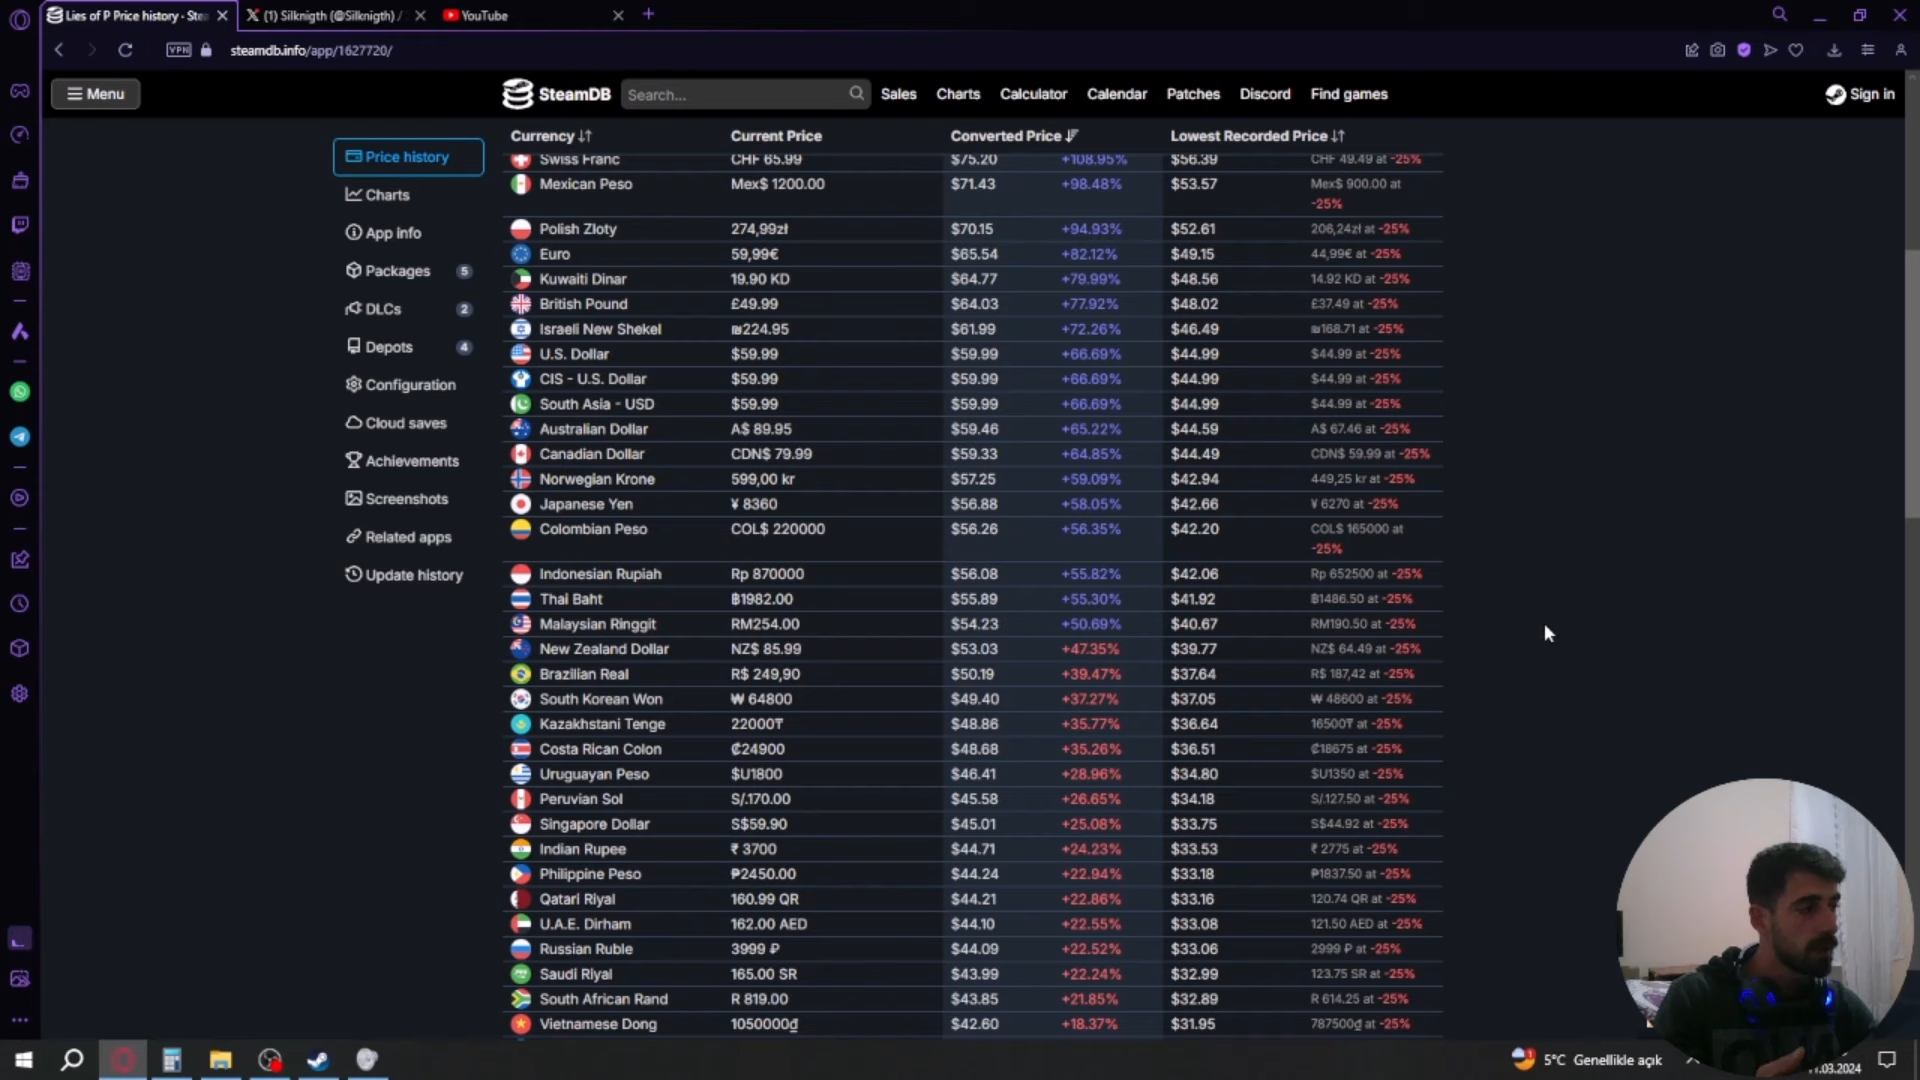 Lies of P Price history · Ste
(1) Silknigth (@Silknigth) /
YouTube
VPN
steamdb.info/app/1627720/
Menu
SteamDB
Search...
Sales
Charts
Calculator
Calendar
Patches
Discord
Find games
Sign in
Price history
Charts
App info
Packages 5
DLCs 2
Depots 4
Configuration
Cloud saves
Achievements
Screenshots
Related apps
Update history
Currency Current Price Converted Price Lowest Recorded Price
Swiss Franc CHF 65.99 $75.20 +108.95% $56.39 CHF 49.49 at -25%
Mexican Peso Mex$ 1200.00 $71.43 +98.48% $53.57 Mex$ 900.00 at
-25%
Polish Zloty 274,99zł $70.15 +94.93% $52.61 206,24zł at -25%
Euro 59,99€ $65.54 +82.12% $49.15 44,99€ at -25%
Kuwaiti Dinar 19.90 KD $64.77 +79.99% $48.56 14.92 KD at -25%
British Pound £49.99 $64.03 +77.92% $48.02 £37.49 at -25%
Israeli New Shekel ₪224.95 $61.99 +72.26% $46.49 ₪168.71 at -25%
U.S. Dollar $59.99 $59.99 +66.69% $44.99 $44.99 at -25%
CIS - U.S. Dollar $59.99 $59.99 +66.69% $44.99 $44.99 at -25%
South Asia - USD $59.99 $59.99 +66.69% $44.99 $44.99 at -25%
Australian Dollar A$ 89.95 $59.46 +65.22% $44.59 A$ 67.46 at -25%
Canadian Dollar CDN$ 79.99 $59.33 +64.85% $44.49 CDN$ 59.99 at -25%
Norwegian Krone 599,00 kr $57.25 +59.09% $42.94 449,25 kr at -25%
Japanese Yen ¥ 8360 $56.88 +58.05% $42.66 ¥ 6270 at -25%
Colombian Peso COL$ 220000 $56.26 +56.35% $42.20 COL$ 165000 at
-25%
Indonesian Rupiah Rp 870000 $56.08 +55.82% $42.06 Rp 652500 at -25%
Thai Baht ฿1982.00 $55.89 +55.30% $41.92 ฿1486.50 at -25%
Malaysian Ringgit RM254.00 $54.23 +50.69% $40.67 RM190.50 at -25%
New Zealand Dollar NZ$ 85.99 $53.03 +47.35% $39.77 NZ$ 64.49 at -25%
Brazilian Real R$ 249,90 $50.19 +39.47% $37.64 R$ 187,42 at -25%
South Korean Won ₩ 64800 $49.40 +37.27% $37.05 ₩ 48600 at -25%
Kazakhstani Tenge 22000₸ $48.86 +35.77% $36.64 16500₸ at -25%
Costa Rican Colon ₡24900 $48.68 +35.26% $36.51 ₡18675 at -25%
Uruguayan Peso $U1800 $46.41 +28.96% $34.80 $U1350 at -25%
Peruvian Sol S/.170.00 $45.58 +26.65% $34.18 S/.127.50 at -25%
Singapore Dollar S$59.90 $45.01 +25.08% $33.75 S$44.92 at -25%
Indian Rupee ₹ 3700 $44.71 +24.23% $33.53 ₹ 2775 at -25%
Philippine Peso ₱2450.00 $44.24 +22.94% $33.18 ₱1837.50 at -25%
Qatari Riyal 160.99 QR $44.21 +22.86% $33.16 120.74 QR at -25%
U.A.E. Dirham 162.00 AED $44.10 +22.55% $33.08 121.50 AED at -25%
Russian Ruble 3999 ₽ $44.09 +22.52% $33.06 2999 ₽ at -25%
Saudi Riyal 165.00 SR $43.99 +22.24% $32.99 123.75 SR at -25%
South African Rand R 819.00 $43.85 +21.85% $32.89 R 614.25 at -25%
Vietnamese Dong 1050000₫ $42.60 +18.37% $31.95 787500₫ at -25%
5°C Genellikle açık
11.03.2024